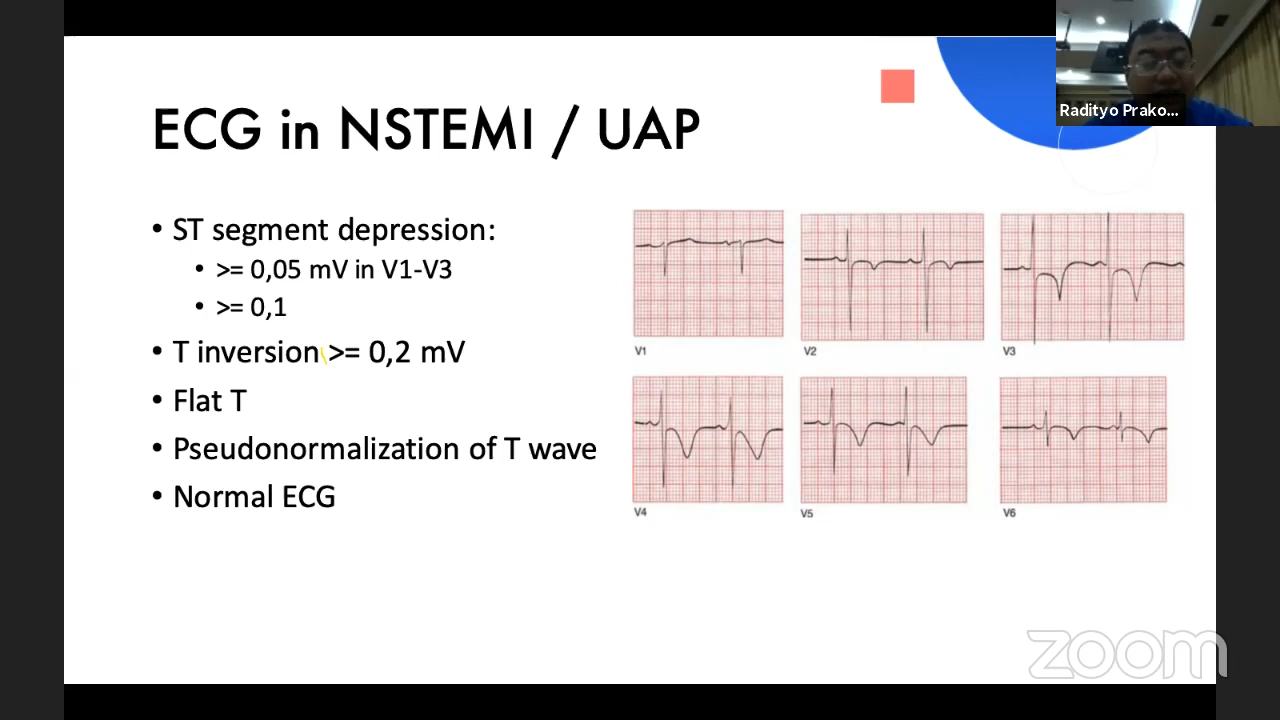 Radityo Prako...
ECG in NSTEMI / UAP
• ST segment depression:
• >= 0,05 mV in V1-V3
• >= 0,1
• T inversion >= 0,2 mV
• Flat T
• Pseudonormalization of T wave
• Normal ECG
V1
V2
V3
V4
V5
V6
zoom